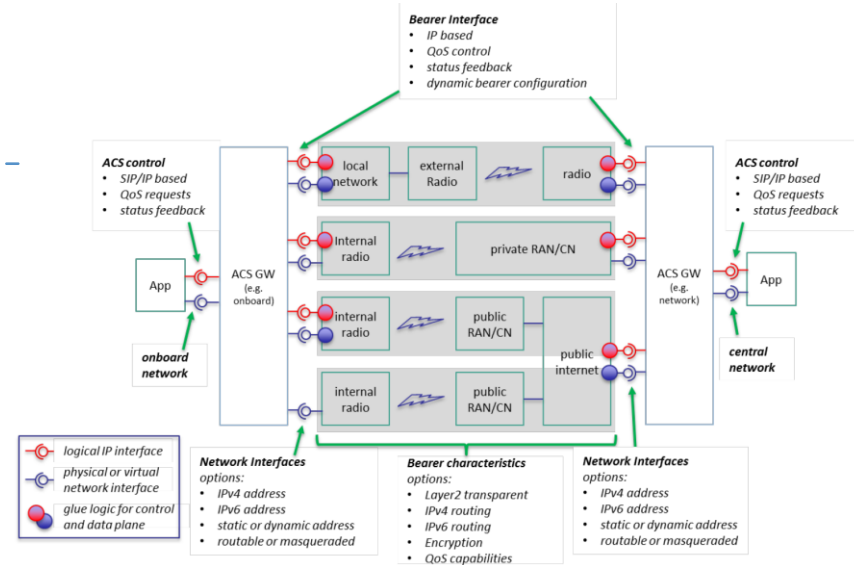 Bearer Interface
• IP based
• QoS control
• status feedback
• dynamic bearer configuration
ACS control
• SIP/IP based
• QoS requests
• status feedback
ACS control
• SIP/IP based
• QoS requests
• status feedback
local
network
external
Radio
radio
Internal
radio
private RAN/CN
App
ACS GW
(e.g.
onboard)
ACS GW
(e.g.
network)
App
internal
radio
public
RAN/CN
public
internet
onboard
network
central
network
internal
radio
public
RAN/CN
logical IP interface
physical or virtual
network interface
glue logic for control
and data plane
Network Interfaces
options:
• IPv4 address
• IPv6 address
• static or dynamic address
• routable or masqueraded
Bearer characteristics
options:
• Layer2 transparent
• IPv4 routing
• IPv6 routing
• Encryption
• QoS capabilities
Network Interfaces
options:
• IPv4 address
• IPv6 address
• static or dynamic address
• routable or masqueraded